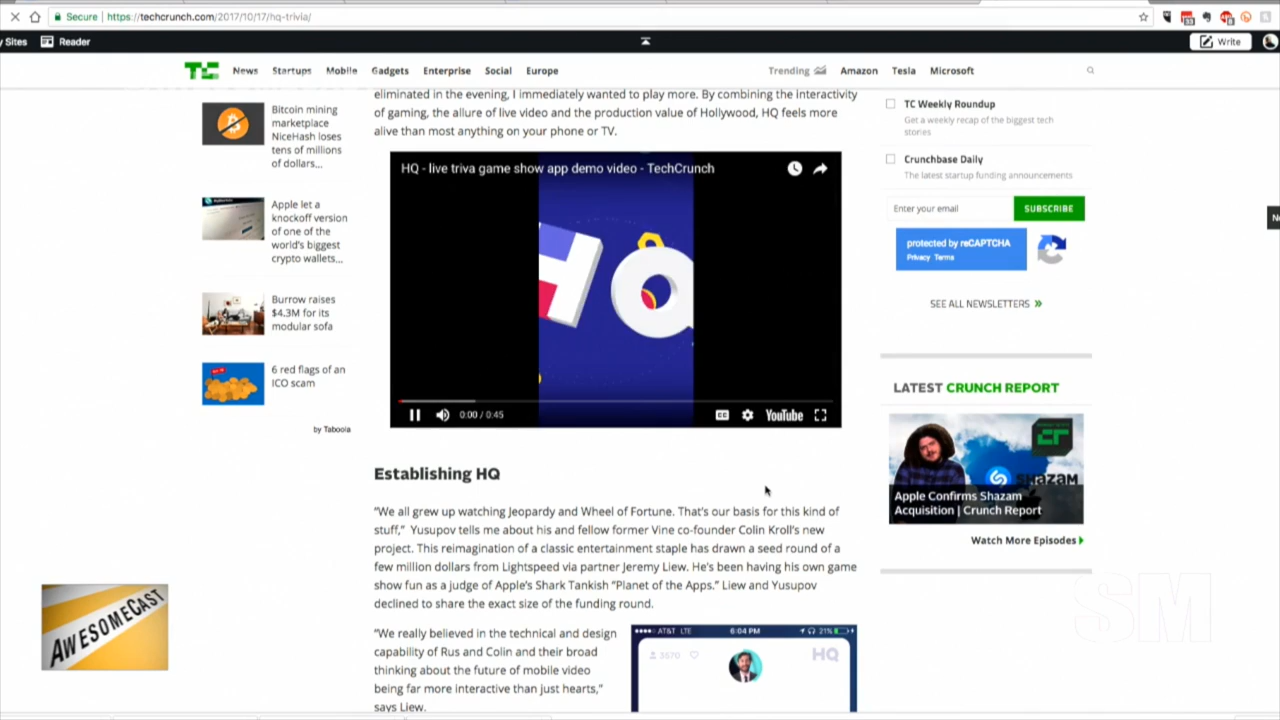 Secure
https://techcrunch.com/2017/10/17/hq-trivia/
y Sites
Reader
Write
News
Startups
Mobile
Gadgets
Enterprise
Social
Europe
Trending
Amazon
Tesla
Microsoft
Bitcoin mining
marketplace
NiceHash loses
tens of millions
of dollars...
Apple let a
knockoff version
of one of the
world's biggest
crypto wallets...
Burrow raises
$4.3M for its
modular sofa
6 red flags of an
ICO scam
by Taboola
eliminated in the evening, I immediately wanted to play more. By combining the interactivity
of gaming, the allure of live video and the production value of Hollywood, HQ feels more
alive than most anything on your phone or TV.
HQ - live triva game show app demo video - TechCrunch
HQ
0:00 / 0:45
CC
YouTube
Establishing HQ
"We all grew up watching Jeopardy and Wheel of Fortune. That's our basis for this kind of
stuff," Yusupov tells me about his and fellow former Vine co-founder Colin Kroll's new
project. This reimagination of a classic entertainment staple has drawn a seed round of a
few million dollars from Lightspeed via partner Jeremy Liew. He's been having his own game
show fun as a judge of Apple's Shark Tankish "Planet of the Apps." Liew and Yusupov
declined to share the exact size of the funding round.
"We really believed in the technical and design
capability of Rus and Colin and their broad
thinking about the future of mobile video
being far more interactive than just hearts,"
says Liew.
AT&T LTE
6:04 PM
21%
3570
HQ
TC Weekly Roundup
Get a weekly recap of the biggest tech
stories
Crunchbase Daily
The latest startup funding announcements
Enter your email
SUBSCRIBE
protected by reCAPTCHA
Privacy Terms
SEE ALL NEWSLETTERS »
LATEST CRUNCH REPORT
SHAZAM
Apple Confirms Shazam
Acquisition | Crunch Report
Watch More Episodes
AWESOMECAST
SM